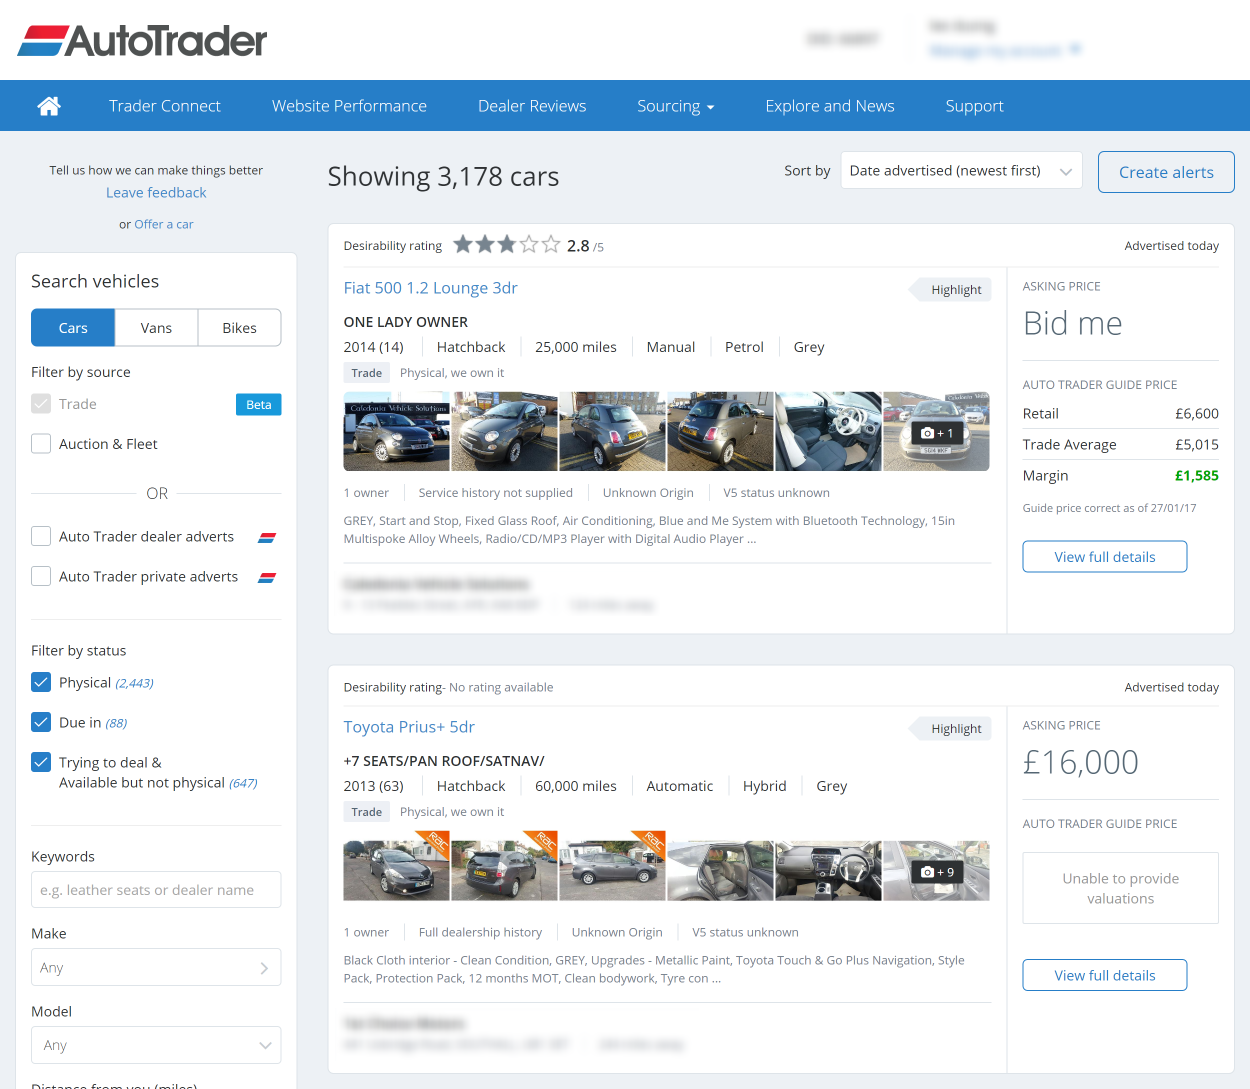 AutoTrader
Trader Connect
Website Performance
Dealer Reviews
Sourcing
Explore and News
Support
Tell us how we can make things better
Leave feedback
or Offer a car
Search vehicles
Cars
Vans
Bikes
Filter by source
Trade
Beta
Auction & Fleet
OR
Auto Trader dealer adverts
Auto Trader private adverts
Filter by status
Physical (2,443)
Due in (88)
Trying to deal &
Available but not physical (647)
Keywords
e.g. leather seats or dealer name
Make
Any
Model
Any
Distance from you (miles)
Showing 3,178 cars
Sort by
Date advertised (newest first)
Create alerts
Desirability rating
2.8 /5
Advertised today
Fiat 500 1.2 Lounge 3dr
Highlight
ONE LADY OWNER
2014 (14)
Hatchback
25,000 miles
Manual
Petrol
Grey
Trade
Physical, we own it
Caledonia Vehicle Solutions
+ 1
1 owner
Service history not supplied
Unknown Origin
V5 status unknown
GREY, Start and Stop, Fixed Glass Roof, Air Conditioning, Blue and Me System with Bluetooth Technology, 15in
Multispoke Alloy Wheels, Radio/CD/MP3 Player with Digital Audio Player ...
ASKING PRICE
Bid me
AUTO TRADER GUIDE PRICE
Retail £6,600
Trade Average £5,015
Margin £1,585
Guide price correct as of 27/01/17
View full details
Desirability rating- No rating available
Advertised today
Toyota Prius+ 5dr
Highlight
+7 SEATS/PAN ROOF/SATNAV/
2013 (63)
Hatchback
60,000 miles
Automatic
Hybrid
Grey
Trade
Physical, we own it
RAC
RAC
RAC
+ 9
1 owner
Full dealership history
Unknown Origin
V5 status unknown
Black Cloth interior - Clean Condition, GREY, Upgrades - Metallic Paint, Toyota Touch & Go Plus Navigation, Style
Pack, Protection Pack, 12 months MOT, Clean bodywork, Tyre con ...
ASKING PRICE
£16,000
AUTO TRADER GUIDE PRICE
Unable to provide
valuations
View full details